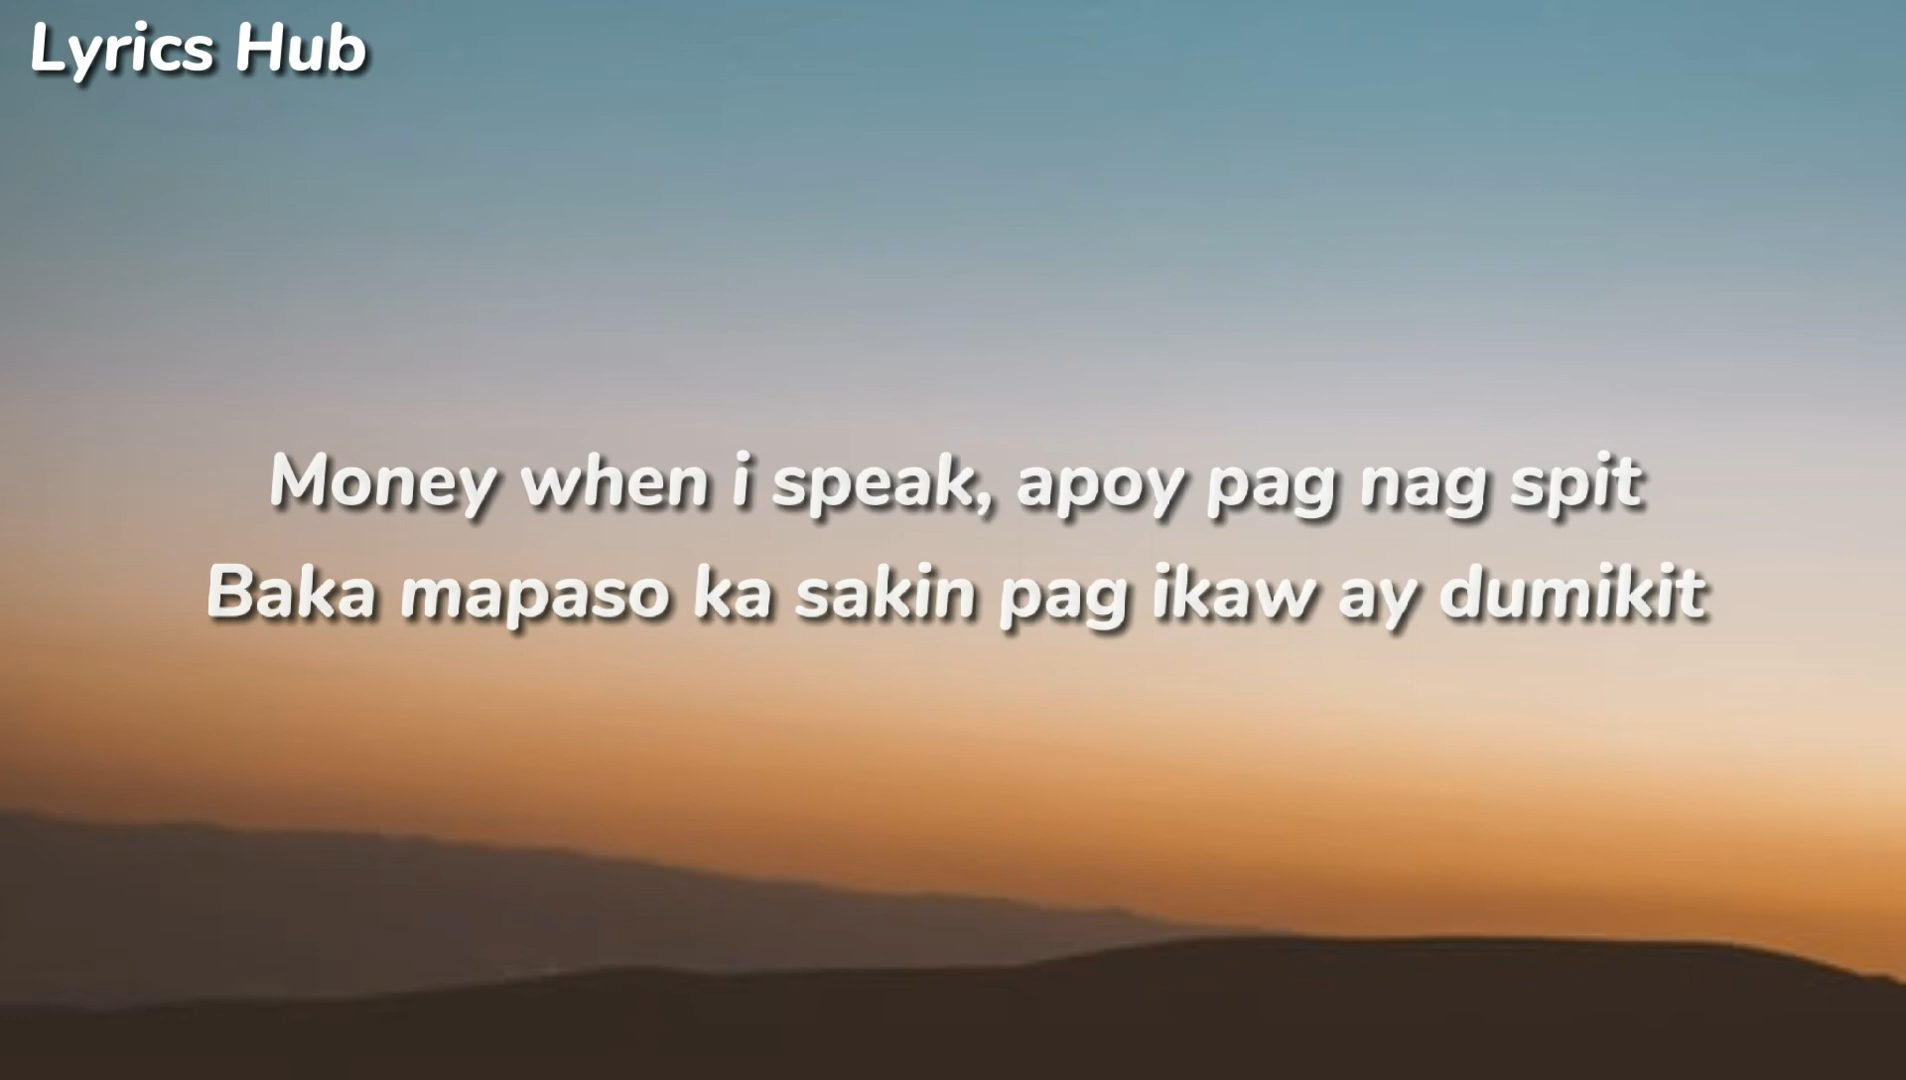 Lyrics Hub
Money when i speak, apoy pag nag spit
Baka mapaso ka sakin pag ikaw ay dumikit